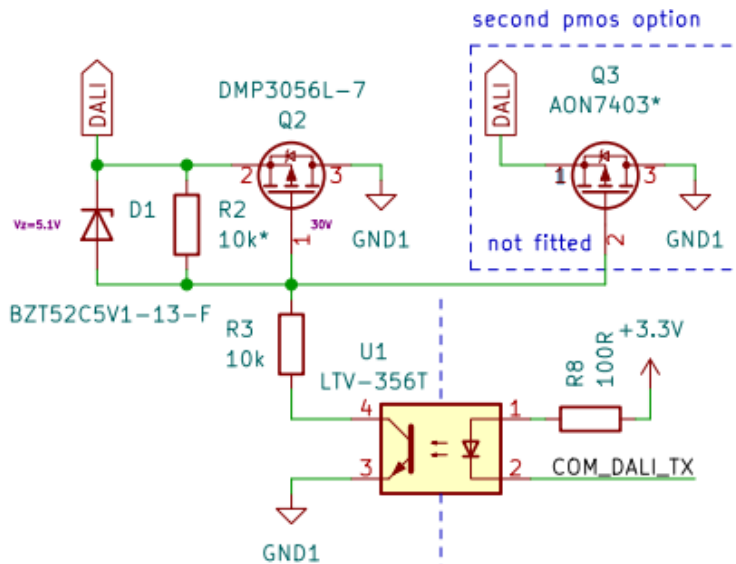 second pmos option
DALI
DMP3056L-7
Q2
DALI
Q3
AON7403*
2
3
1
3
Vz=5.1V
D1
R2
10k*
1
30V
GND1
not fitted
2
GND1
BZT52C5V1-13-F
R3
10k
U1
LTV-356T
R8
100R
+3.3V
4
1
3
2
COM_DALI_TX
GND1